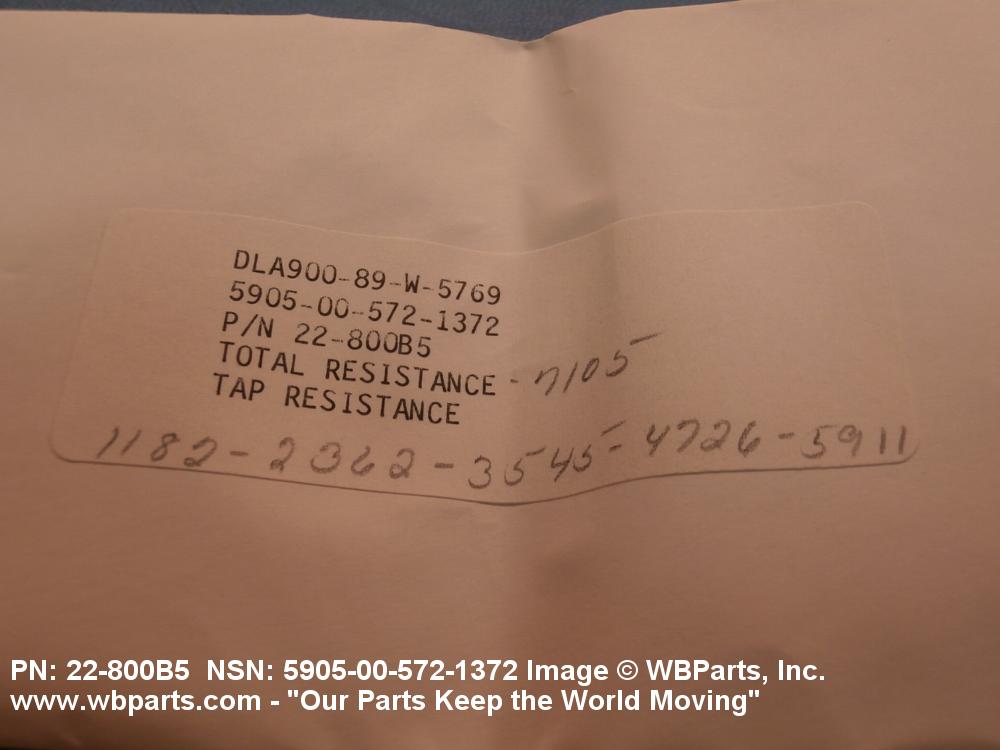 DLA900-89-W-5769
5905-00-572-1372
P/N 22-800B5
TOTAL RESISTANCE - 7105
TAP RESISTANCE
1182 - 2362 - 3545 - 4726 - 5911
PN: 22-800B5 NSN: 5905-00-572-1372 Image © WBParts, Inc.
www.wbparts.com - "Our Parts Keep the World Moving"